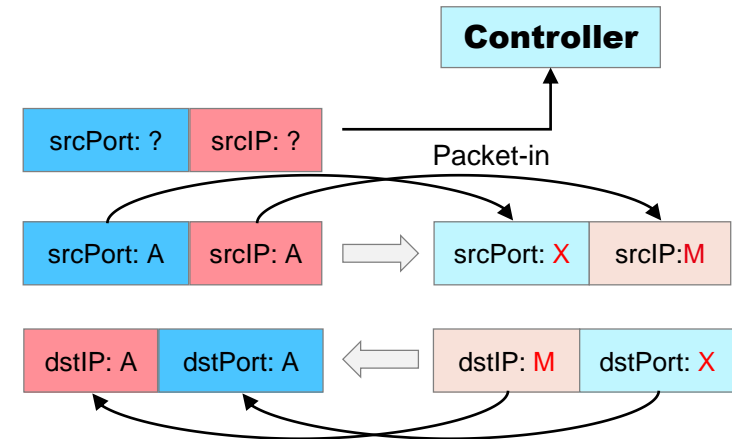 Controller
srcPort: ? srcIP: ?
Packet-in
srcPort: A srcIP: A srcPort: X srcIP:M
dstIP: A dstPort: A dstIP: M dstPort: X